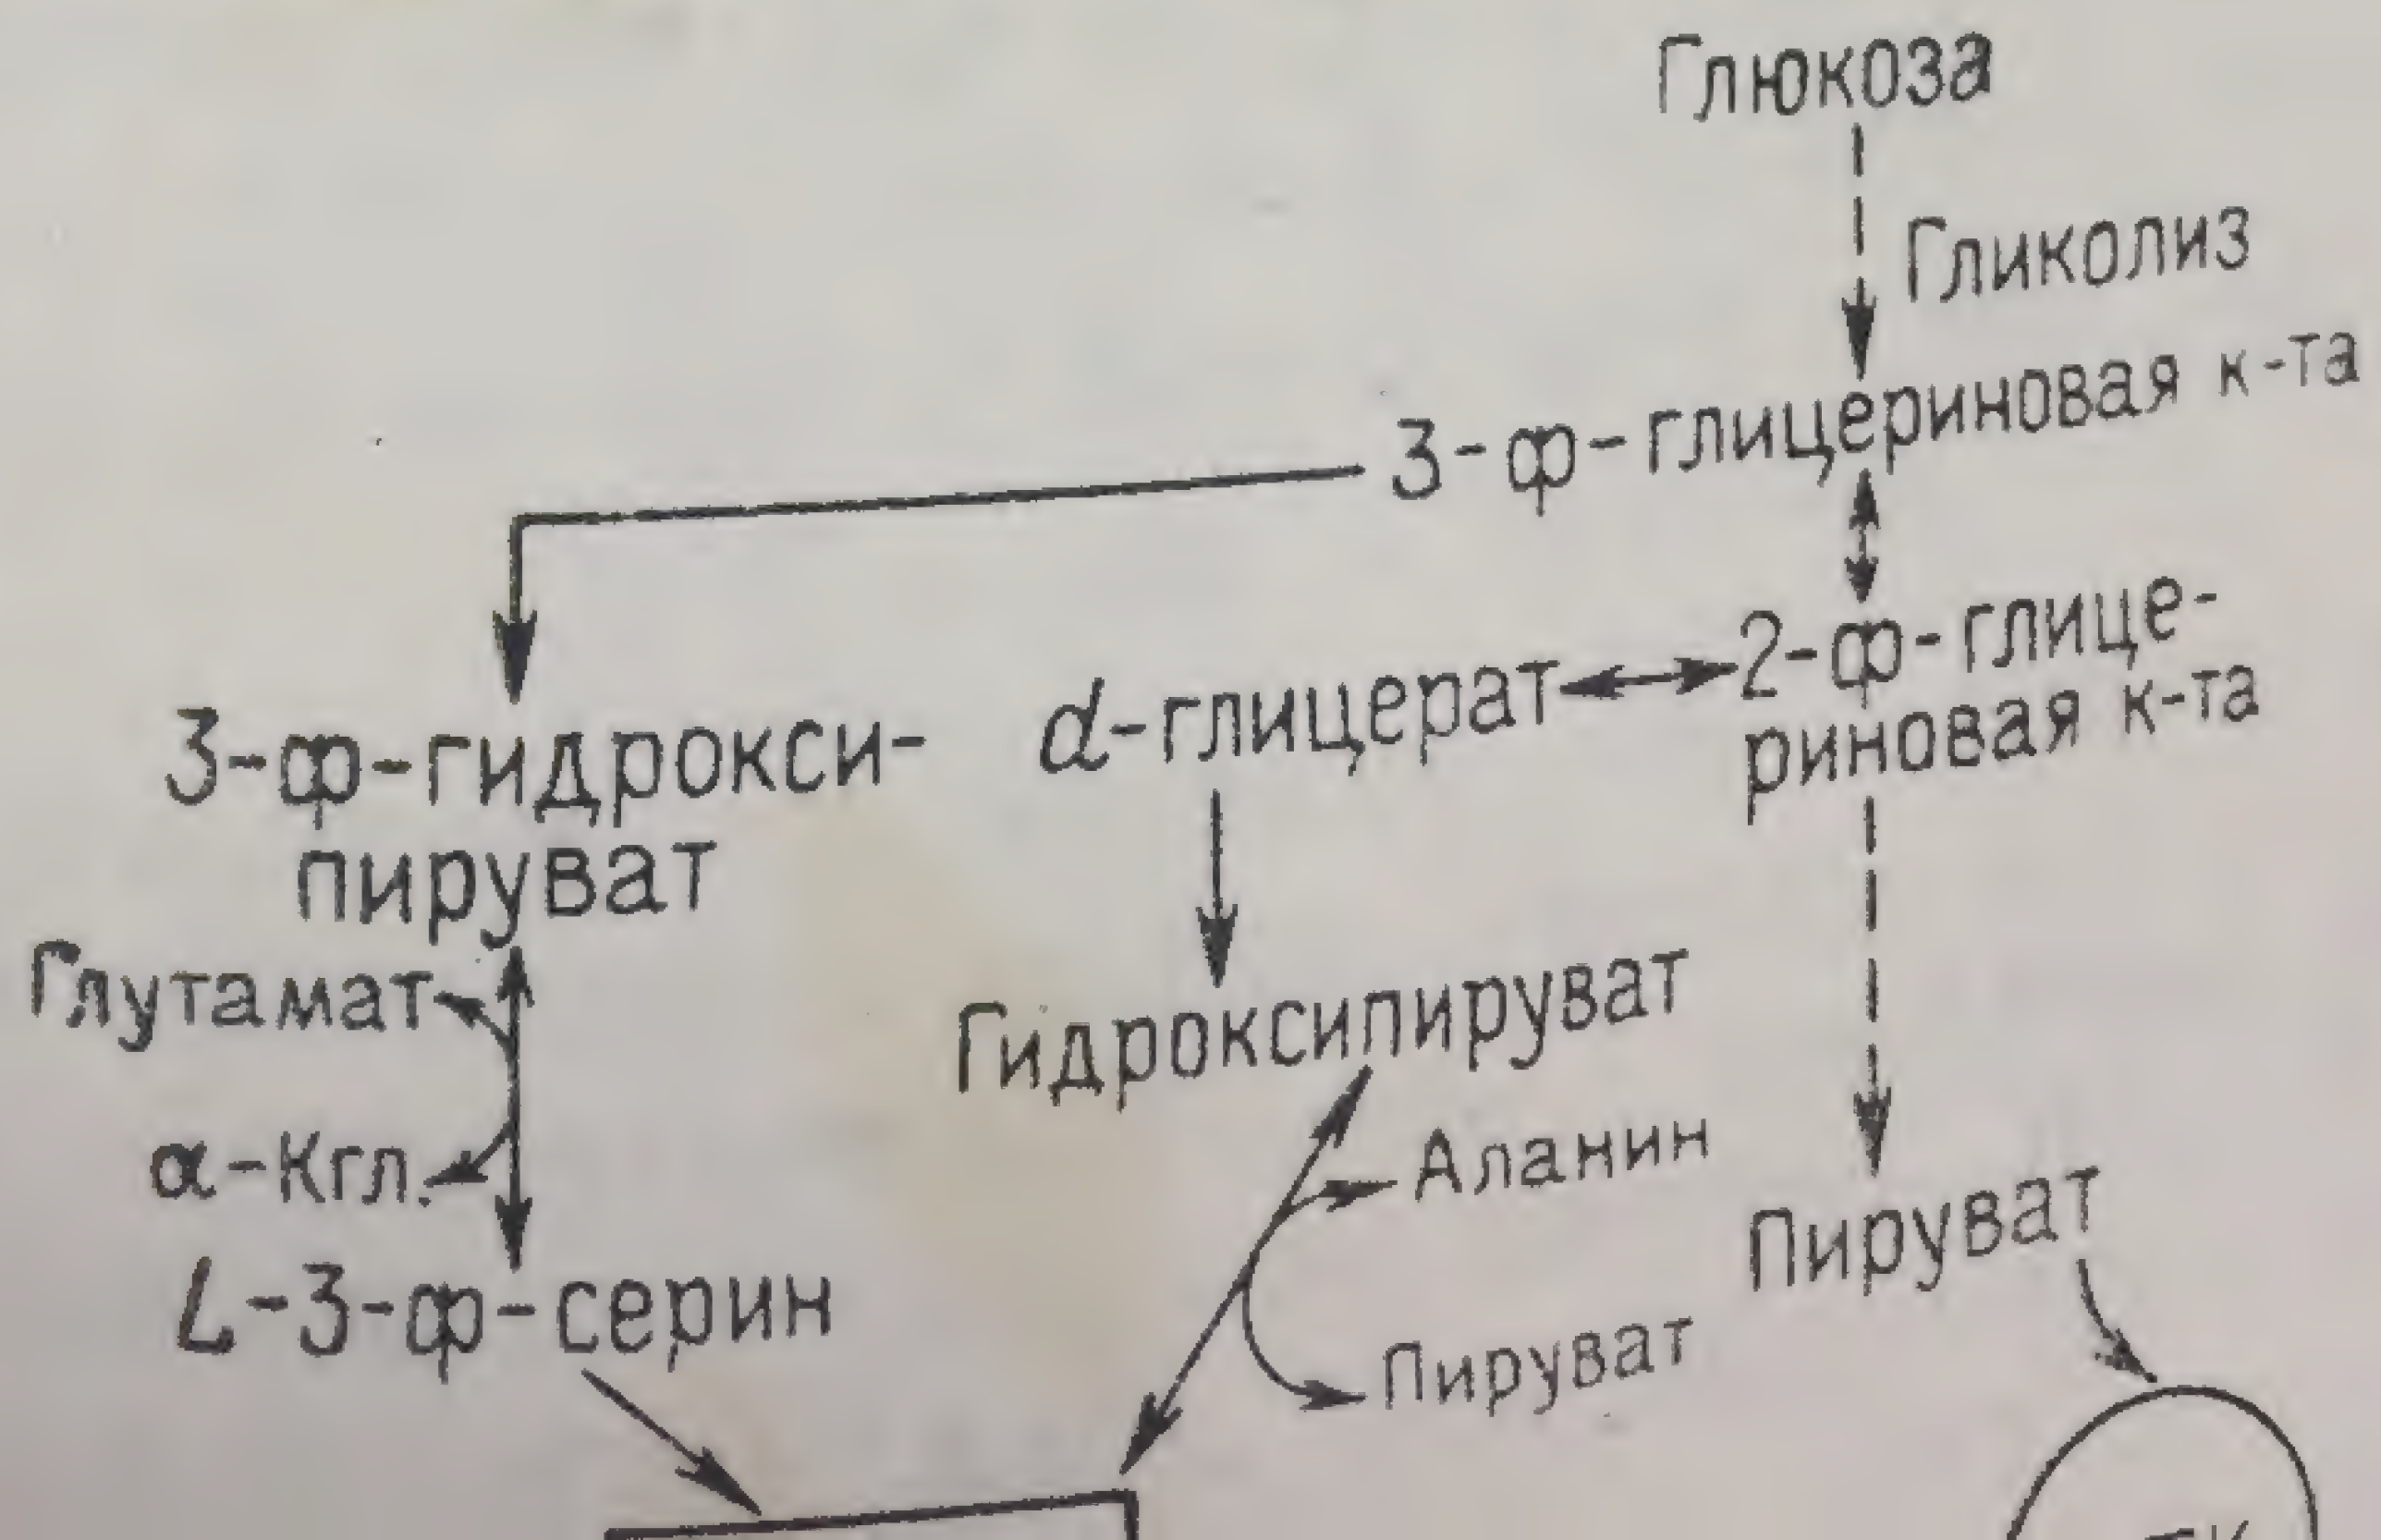 Глюкоза
Гликолиз
3-ф-глицериновая к-та
2-ф-глице-
риновая к-та
d-глицерат
3-ф-гидрокси-
пируват
Глутамат
Гидроксипируват
α-Кгл.
Аланин
Пируват
L-3-ф-серин
Пируват